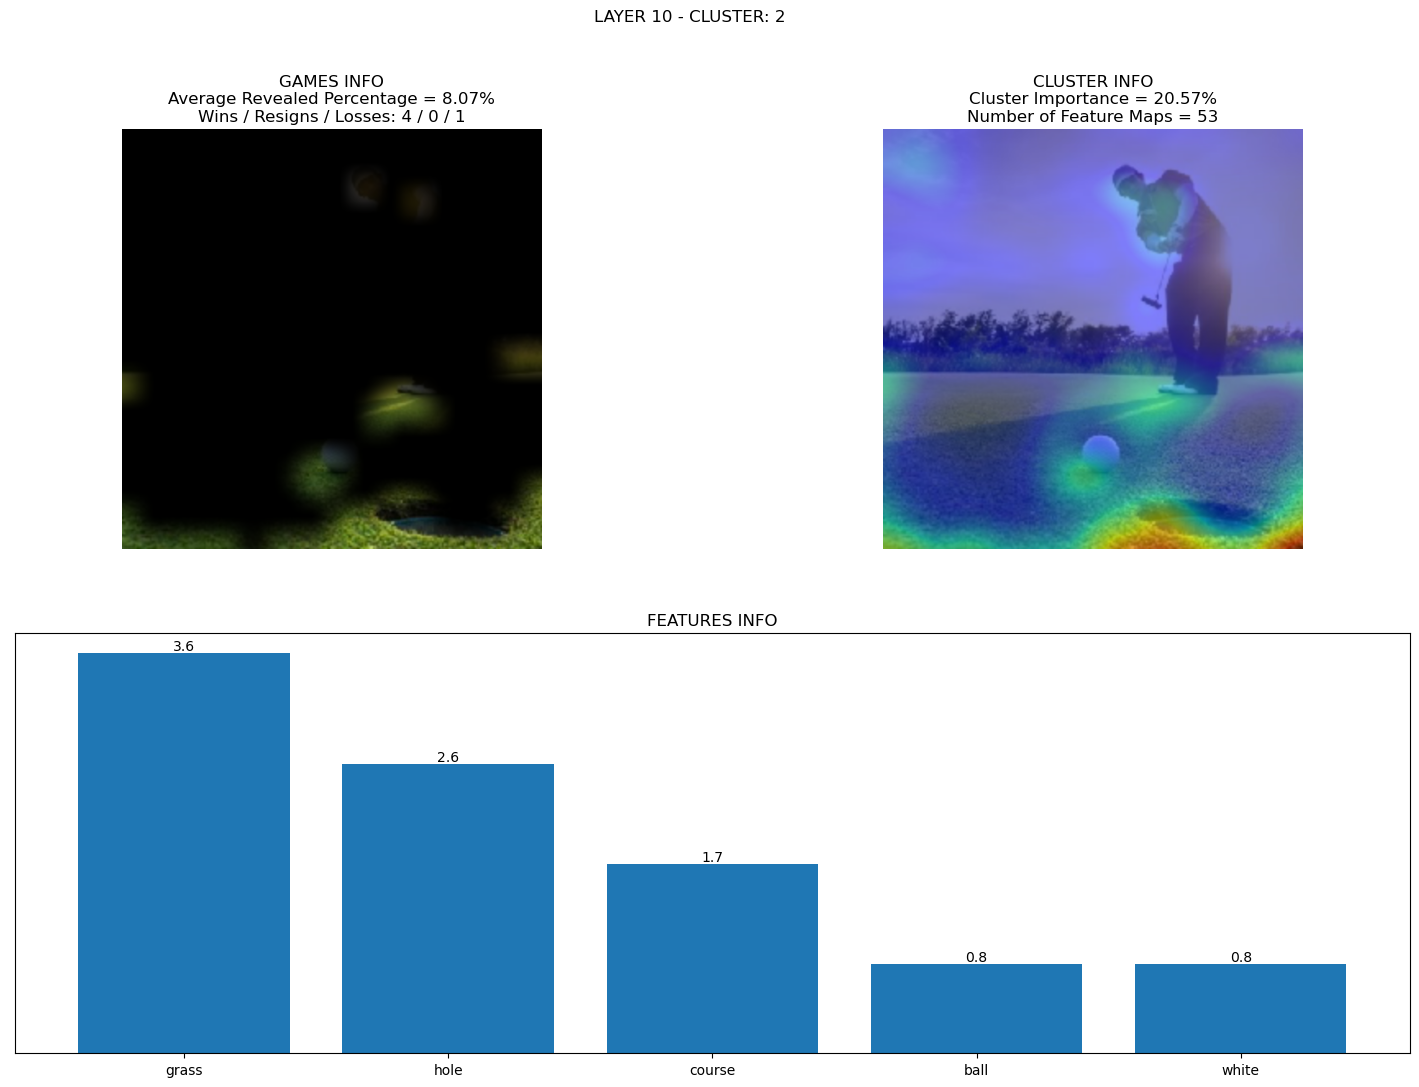 LAYER 10 - CLUSTER: 2
GAMES INFO
Average Revealed Percentage = 8.07%
Wins / Resigns / Losses: 4 / 0 / 1
CLUSTER INFO
Cluster Importance = 20.57%
Number of Feature Maps = 53
FEATURES INFO
3.6
2.6
1.7
0.8
0.8
grass
hole
course
ball
white